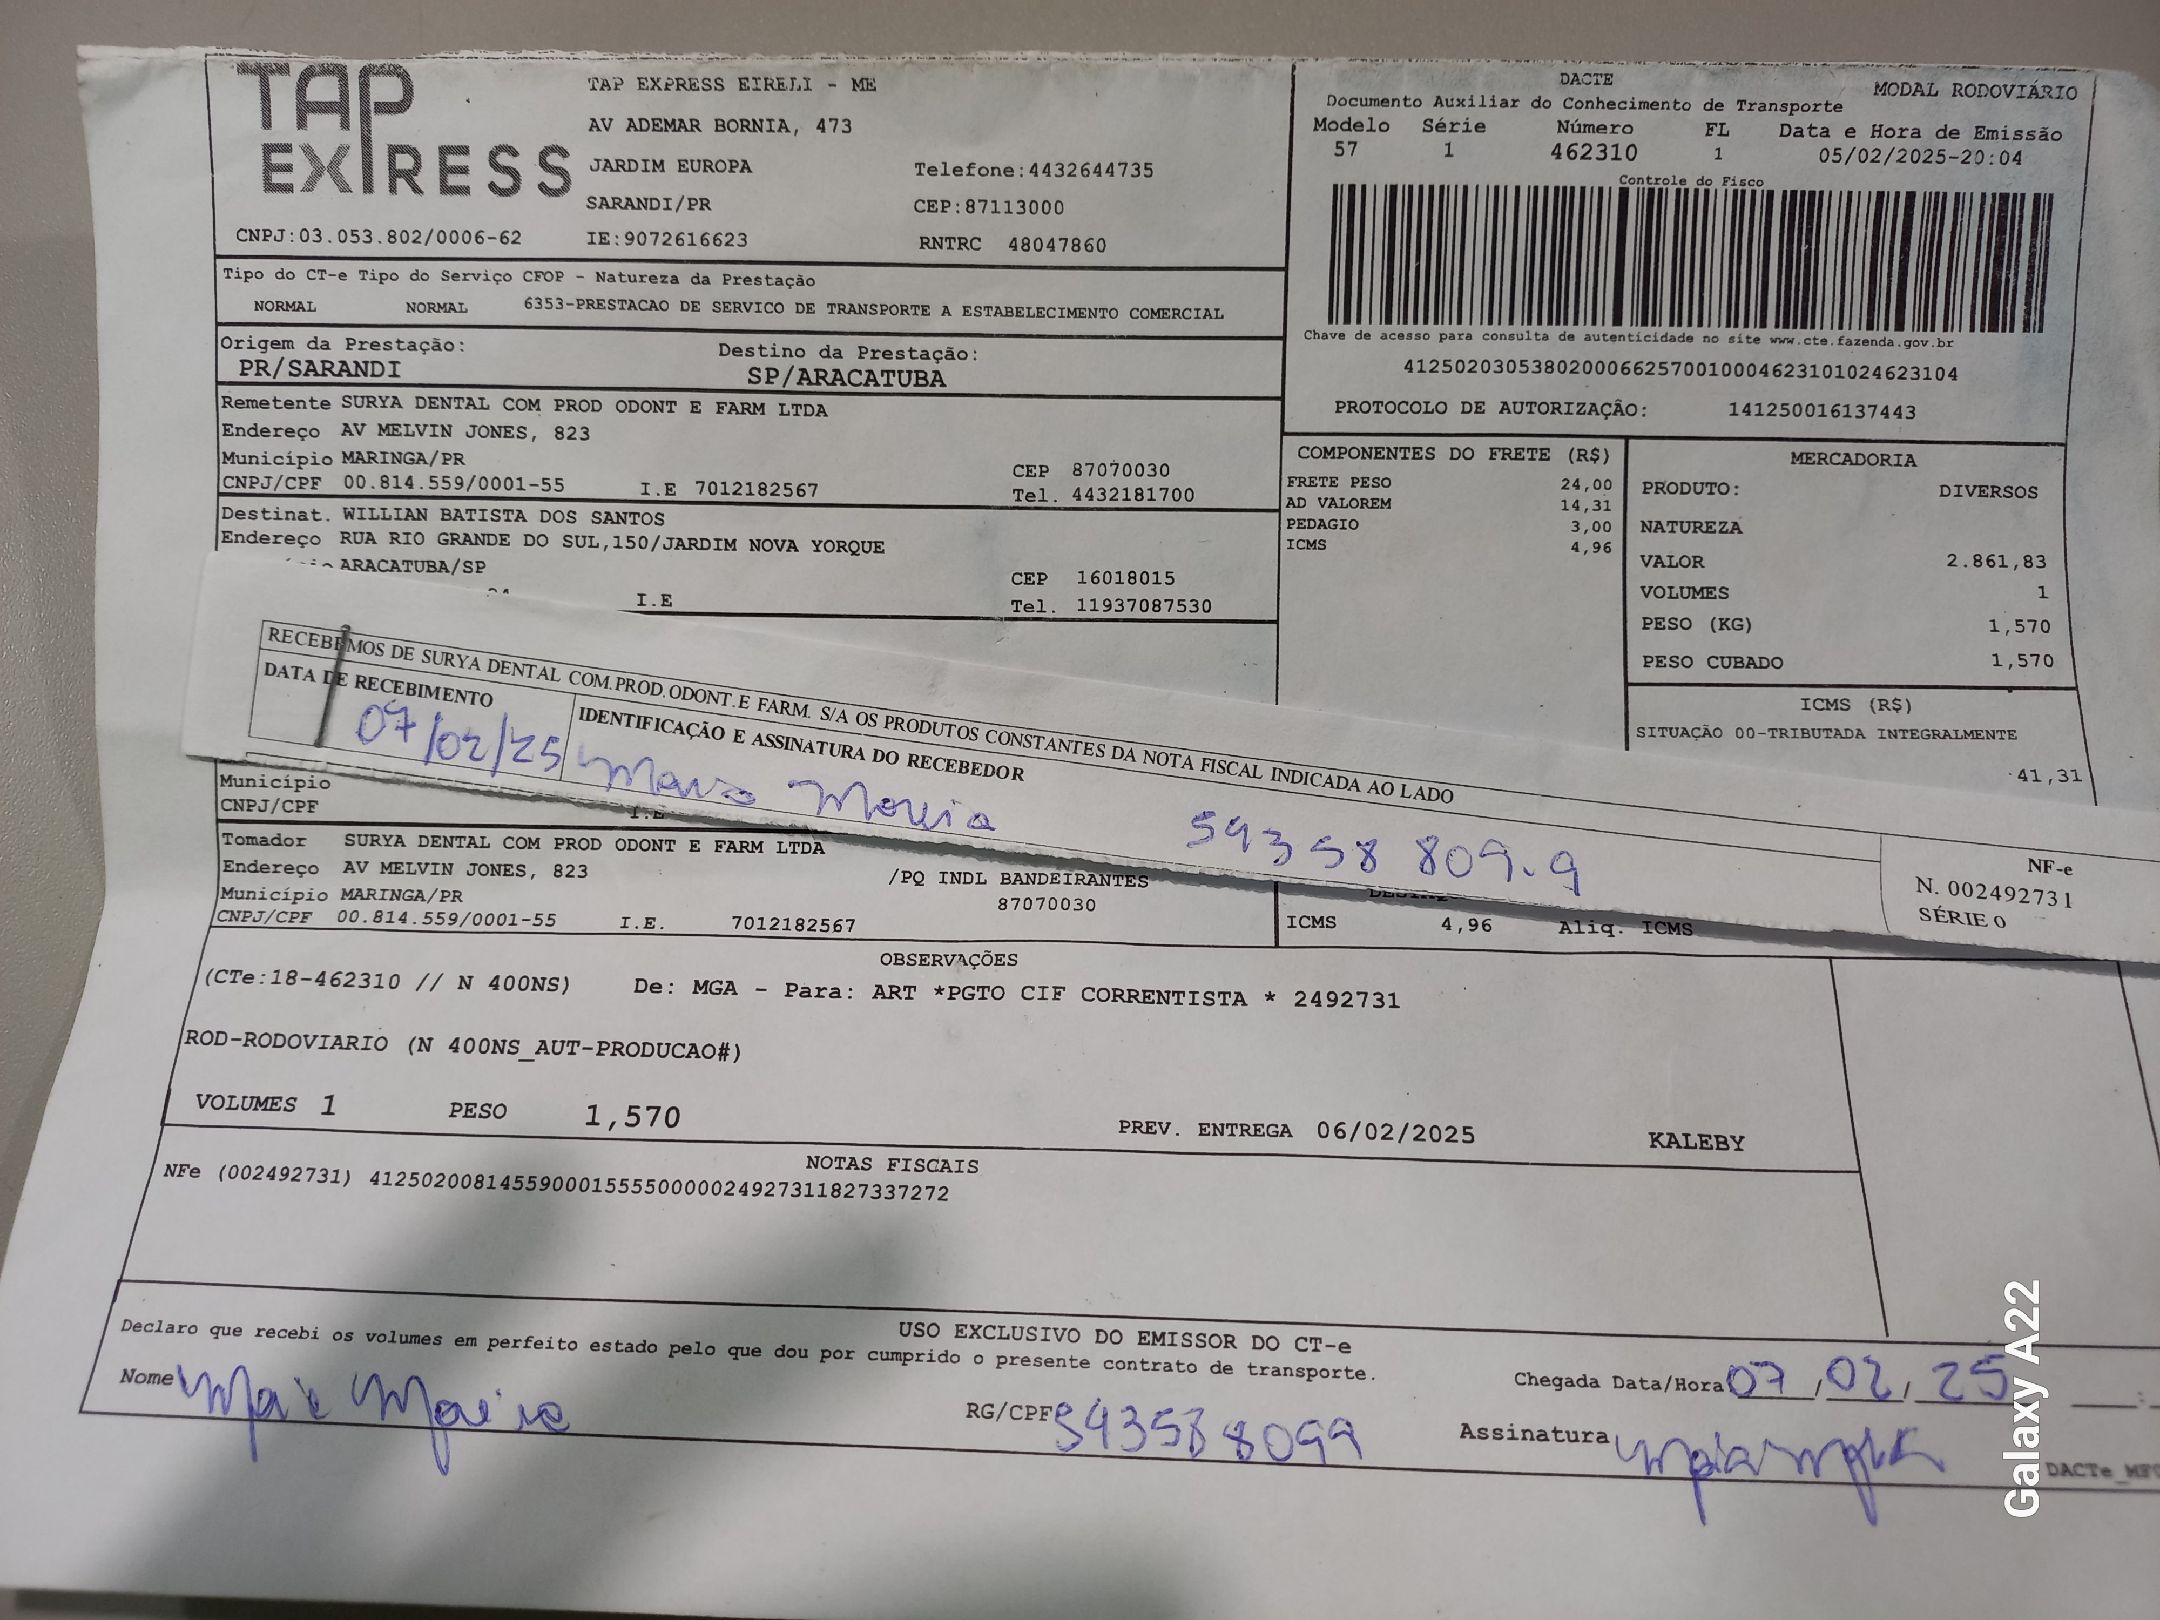 TAP EXPRESS
TAP EXPRESS EIRELI - ME
AV ADEMAR BORNIA, 473
JARDIM EUROPA Telefone:4432644735
SARANDI/PR CEP:87113000
CNPJ:03.053.802/0006-62 IE:9072616623 RNTRC 48047860
DACTE MODAL RODOVIÁRIO
Documento Auxiliar do Conhecimento de Transporte
Modelo Série Número FL Data e Hora de Emissão
57 1 462310 1 05/02/2025-20:04
Controle do Fisco
Chave de acesso para consulta de autenticidade no site www.cte.fazenda.gov.br
41250203053802000662570010004623101024623104
PROTOCOLO DE AUTORIZAÇÃO: 141250016137443
Tipo do CT-e Tipo do Serviço CFOP - Natureza da Prestação
NORMAL NORMAL 6353-PRESTACAO DE SERVICO DE TRANSPORTE A ESTABELECIMENTO COMERCIAL
Origem da Prestação: Destino da Prestação:
PR/SARANDI SP/ARACATUBA
Remetente SURYA DENTAL COM PROD ODONT E FARM LTDA
Endereço AV MELVIN JONES, 823
Município MARINGA/PR CEP 87070030
CNPJ/CPF 00.814.559/0001-55 I.E 7012182567 Tel. 4432181700
Destinat. WILLIAN BATISTA DOS SANTOS
Endereço RUA RIO GRANDE DO SUL,150/JARDIM NOVA YORQUE
ARACATUBA/SP CEP 16018015
I.E Tel. 11937087530
COMPONENTES DO FRETE (R$)
FRETE PESO 24,00
AD VALOREM 14,31
PEDAGIO 3,00
ICMS 4,96
MERCADORIA
PRODUTO: DIVERSOS
NATUREZA
VALOR 2.861,83
VOLUMES 1
PESO (KG) 1,570
PESO CUBADO 1,570
ICMS (R$)
SITUAÇÃO 00-TRIBUTADA INTEGRALMENTE
41,31
RECEBEMOS DE SURYA DENTAL COM.PROD.ODONT.E FARM. S/A OS PRODUTOS CONSTANTES DA NOTA FISCAL INDICADA AO LADO
DATA DE RECEBIMENTO IDENTIFICAÇÃO E ASSINATURA DO RECEBEDOR
07/02/25 59358 809-9
NF-e
N. 002492731
SÉRIE 0
Município
CNPJ/CPF I.E
Tomador SURYA DENTAL COM PROD ODONT E FARM LTDA
Endereço AV MELVIN JONES, 823 /PQ INDL BANDEIRANTES
Município MARINGA/PR 87070030
CNPJ/CPF 00.814.559/0001-55 I.E. 7012182567
ICMS 4,96 Aliq. ICMS
OBSERVAÇÕES
(CTe:18-462310 // N 400NS) De: MGA - Para: ART *PGTO CIF CORRENTISTA * 2492731
ROD-RODOVIARIO (N 400NS_AUT-PRODUCAO#)
VOLUMES 1 PESO 1,570 PREV. ENTREGA 06/02/2025 KALEBY
NOTAS FISCAIS
NFe (002492731) 41250200814559000155550000024927311827337272
USO EXCLUSIVO DO EMISSOR DO CT-e
Declaro que recebi os volumes em perfeito estado pelo que dou por cumprido o presente contrato de transporte.
Nome RG/CPF 593588099 Chegada Data/Hora 07/02/25
Assinatura
Galaxy A22